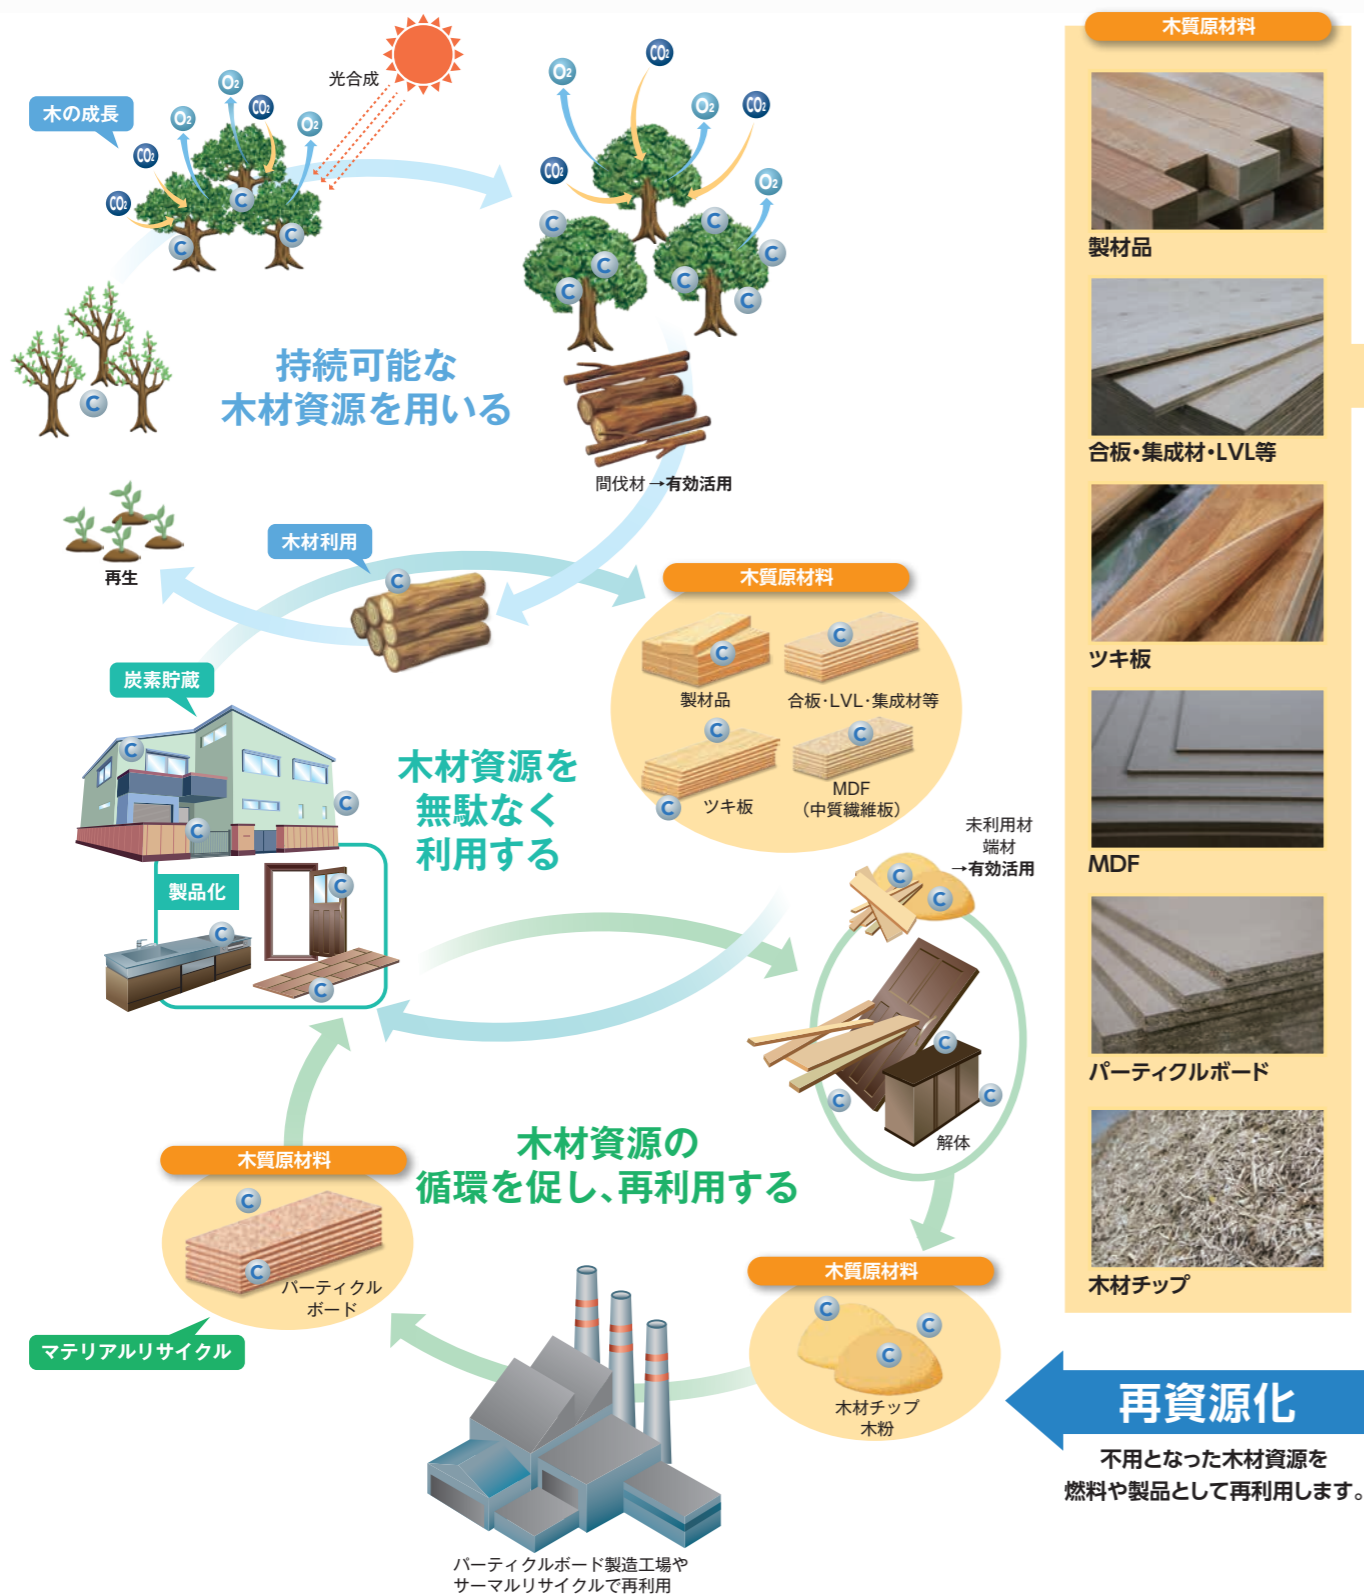 光合成
木の成長
O₂
O₂
O₂
CO₂
CO₂
CO₂
C
C
C
O₂
CO₂
O₂
CO₂
CO₂
O₂
C
C
C
C
C
C
C
C
持続可能な
木材資源を用いる
間伐材→有効活用
再生
木材利用
C
木質原材料
C
製材品
C
合板・LVL・集成材等
C
C
ツキ板
C
MDF
（中質繊維板）
炭素貯蔵
C
C
C
木材資源を
無駄なく
利用する
製品化
C
C
C
未利用材
端材
→有効活用
C
C
C
C
C
解体
木材資源の
循環を促し、再利用する
木質原材料
C
C
パーティクル
ボード
マテリアルリサイクル
木質原材料
C
C
C
木材チップ
木粉
パーティクルボード製造工場や
サーマルリサイクルで再利用
木質原材料
製材品
合板・集成材・LVL等
ツキ板
MDF
パーティクルボード
木材チップ
再資源化
不用となった木材資源を
燃料や製品として再利用します。